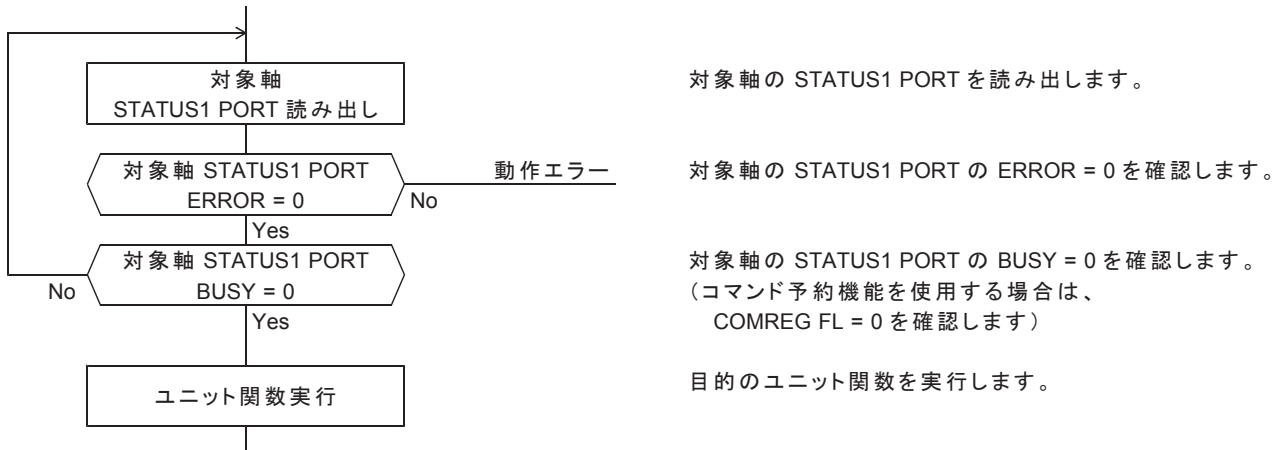 対象軸
STATUS1 PORT 読み出し
対象軸の STATUS1 PORT を読み出します。
対象軸 STATUS1 PORT
ERROR = 0
動作エラー
No
対象軸の STATUS1 PORT の ERROR = 0 を確認します。
Yes
対象軸 STATUS1 PORT
BUSY = 0
No
対象軸の STATUS1 PORT の BUSY = 0 を確認します。
(コマンド予約機能を使用する場合は、
COMREG FL = 0 を確認します)
Yes
ユニット関数実行
目的のユニット関数を実行します。